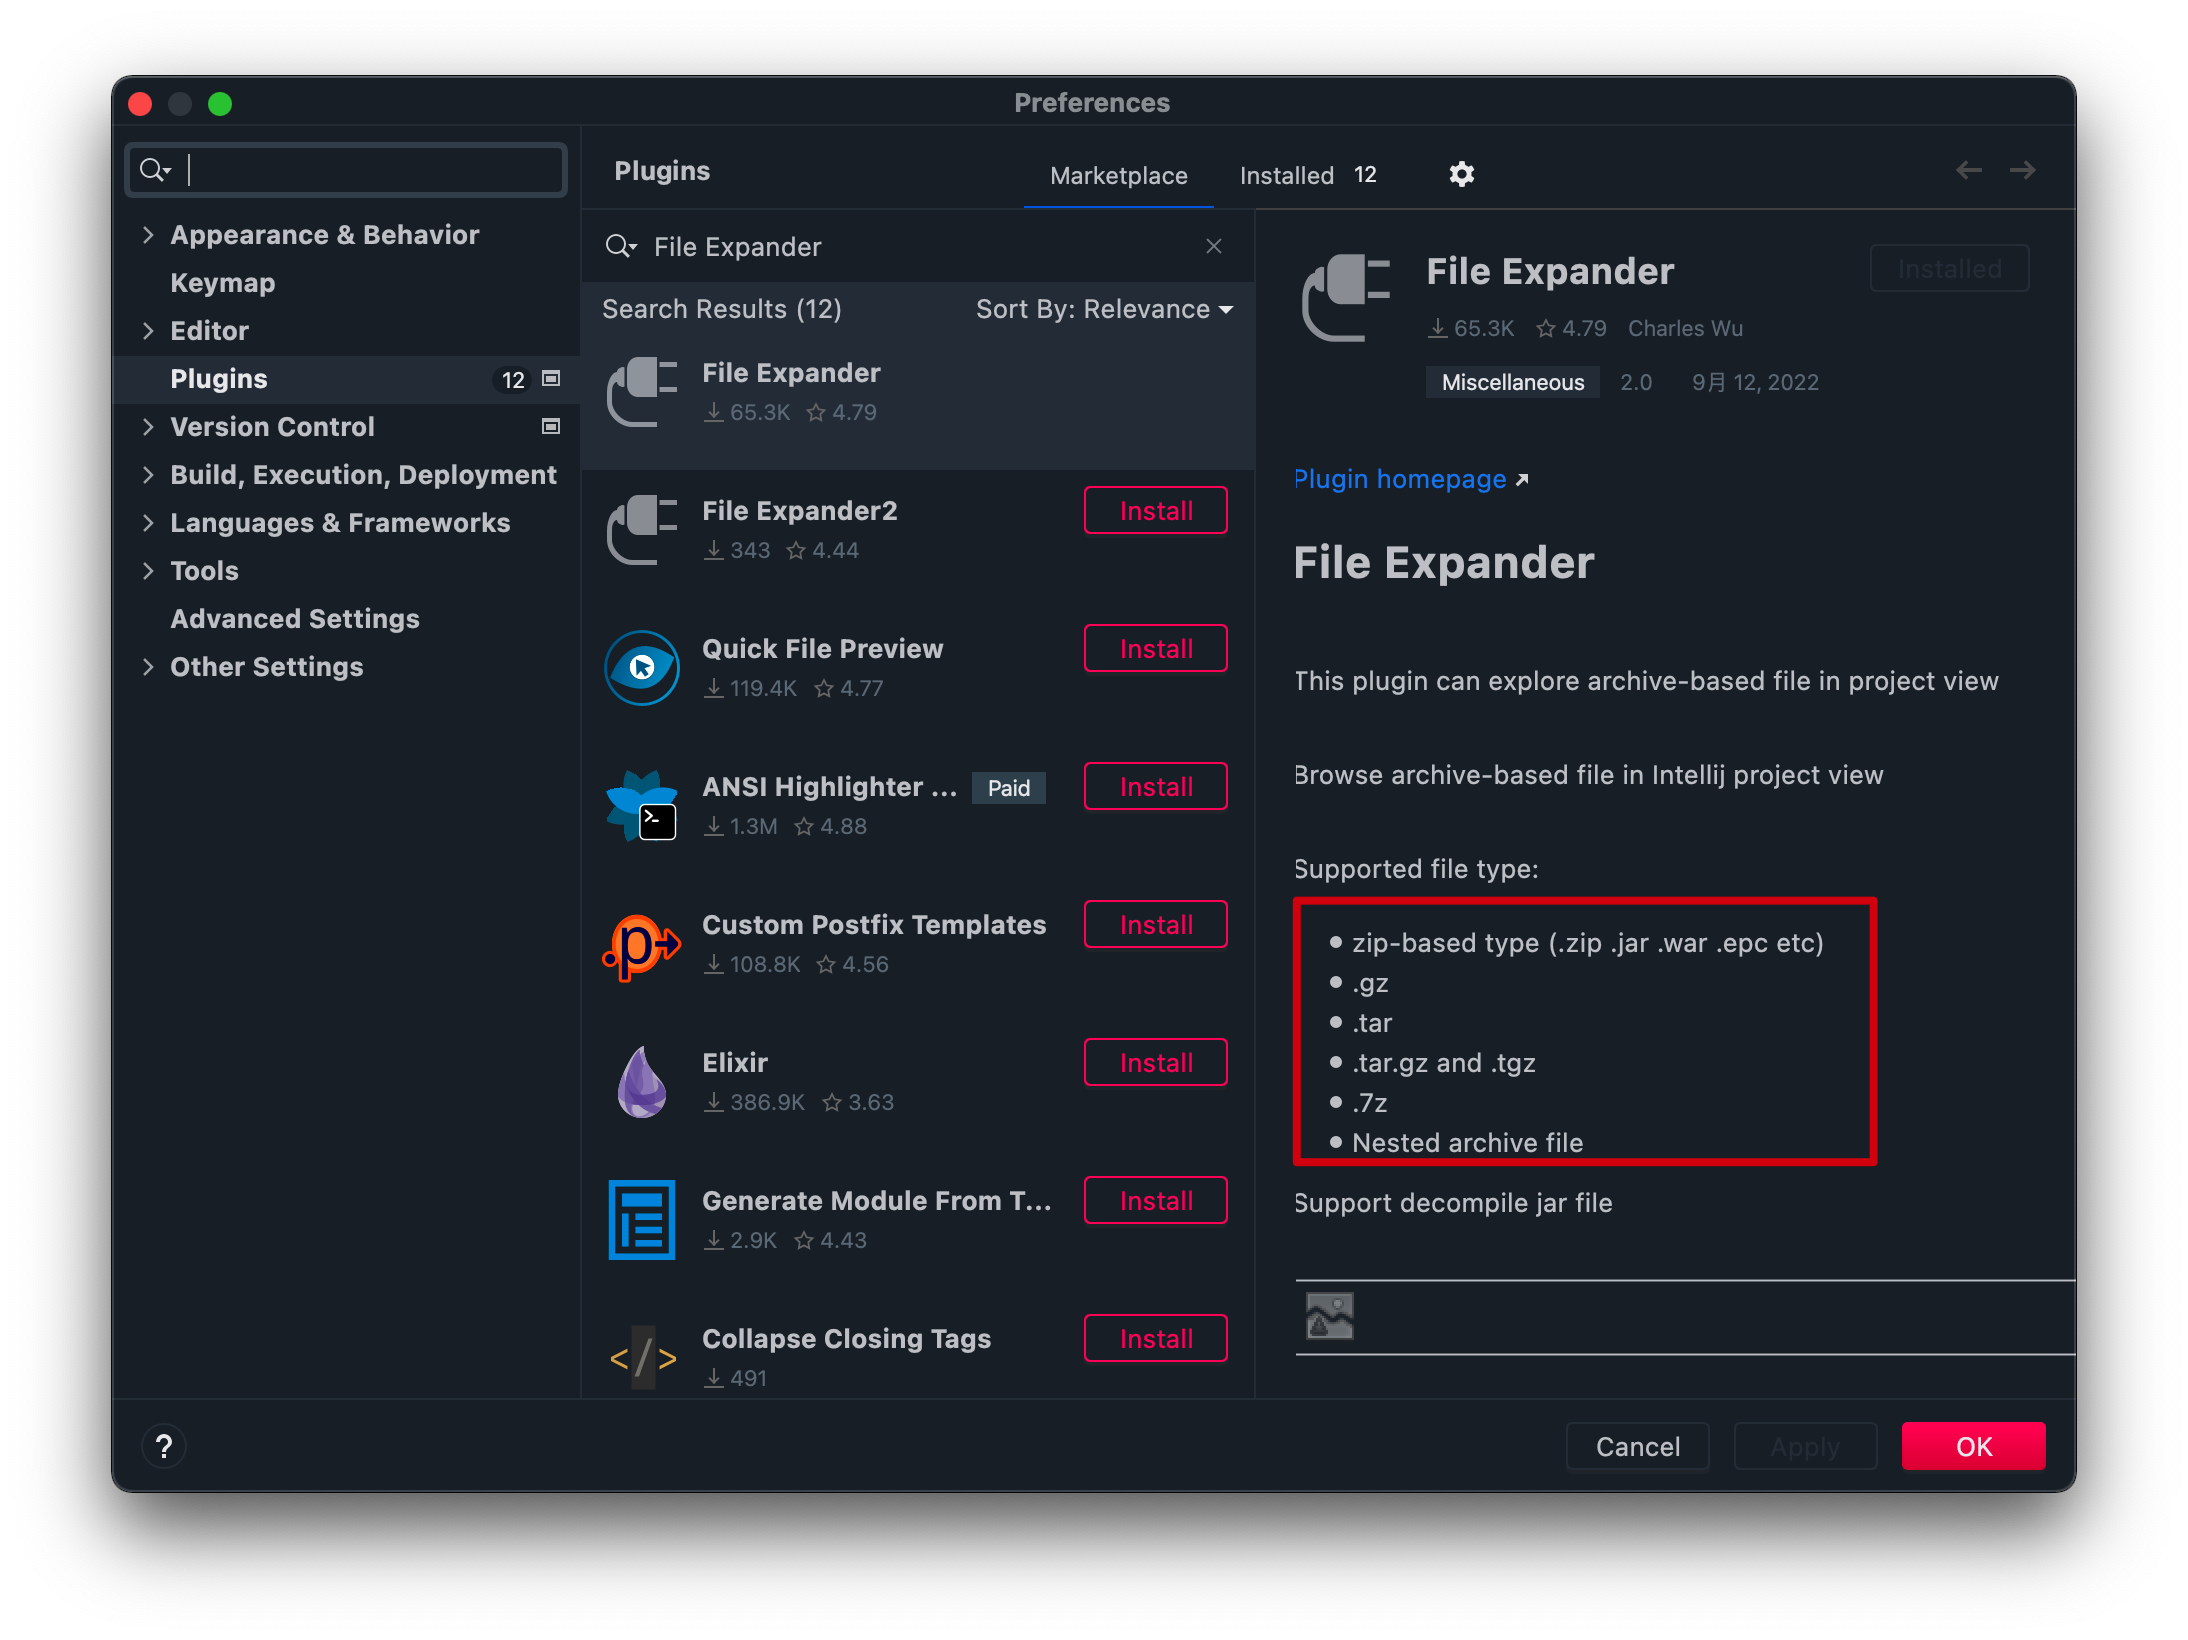 Preferences
Appearance & Behavior
Keymap
Editor
Plugins 12
Version Control
Build, Execution, Deployment
Languages & Frameworks
Tools
Advanced Settings
Other Settings
Plugins
Marketplace
Installed 12
File Expander
Search Results (12)
Sort By: Relevance
File Expander
65.3K 4.79
File Expander2
343 4.44
Install
Quick File Preview
119.4K 4.77
Install
ANSI Highlighter ... Paid
1.3M 4.88
Install
Custom Postfix Templates
108.8K 4.56
Install
Elixir
386.9K 3.63
Install
Generate Module From T...
2.9K 4.43
Install
Collapse Closing Tags
491
Install
File Expander
Installed
65.3K 4.79 Charles Wu
Miscellaneous 2.0 9月 12, 2022
Plugin homepage
File Expander
This plugin can explore archive-based file in project view
Browse archive-based file in Intellij project view
Supported file type:
zip-based type (.zip .jar .war .epc etc)
.gz
.tar
.tar.gz and .tgz
.7z
Nested archive file
Support decompile jar file
?
Cancel
Apply
OK